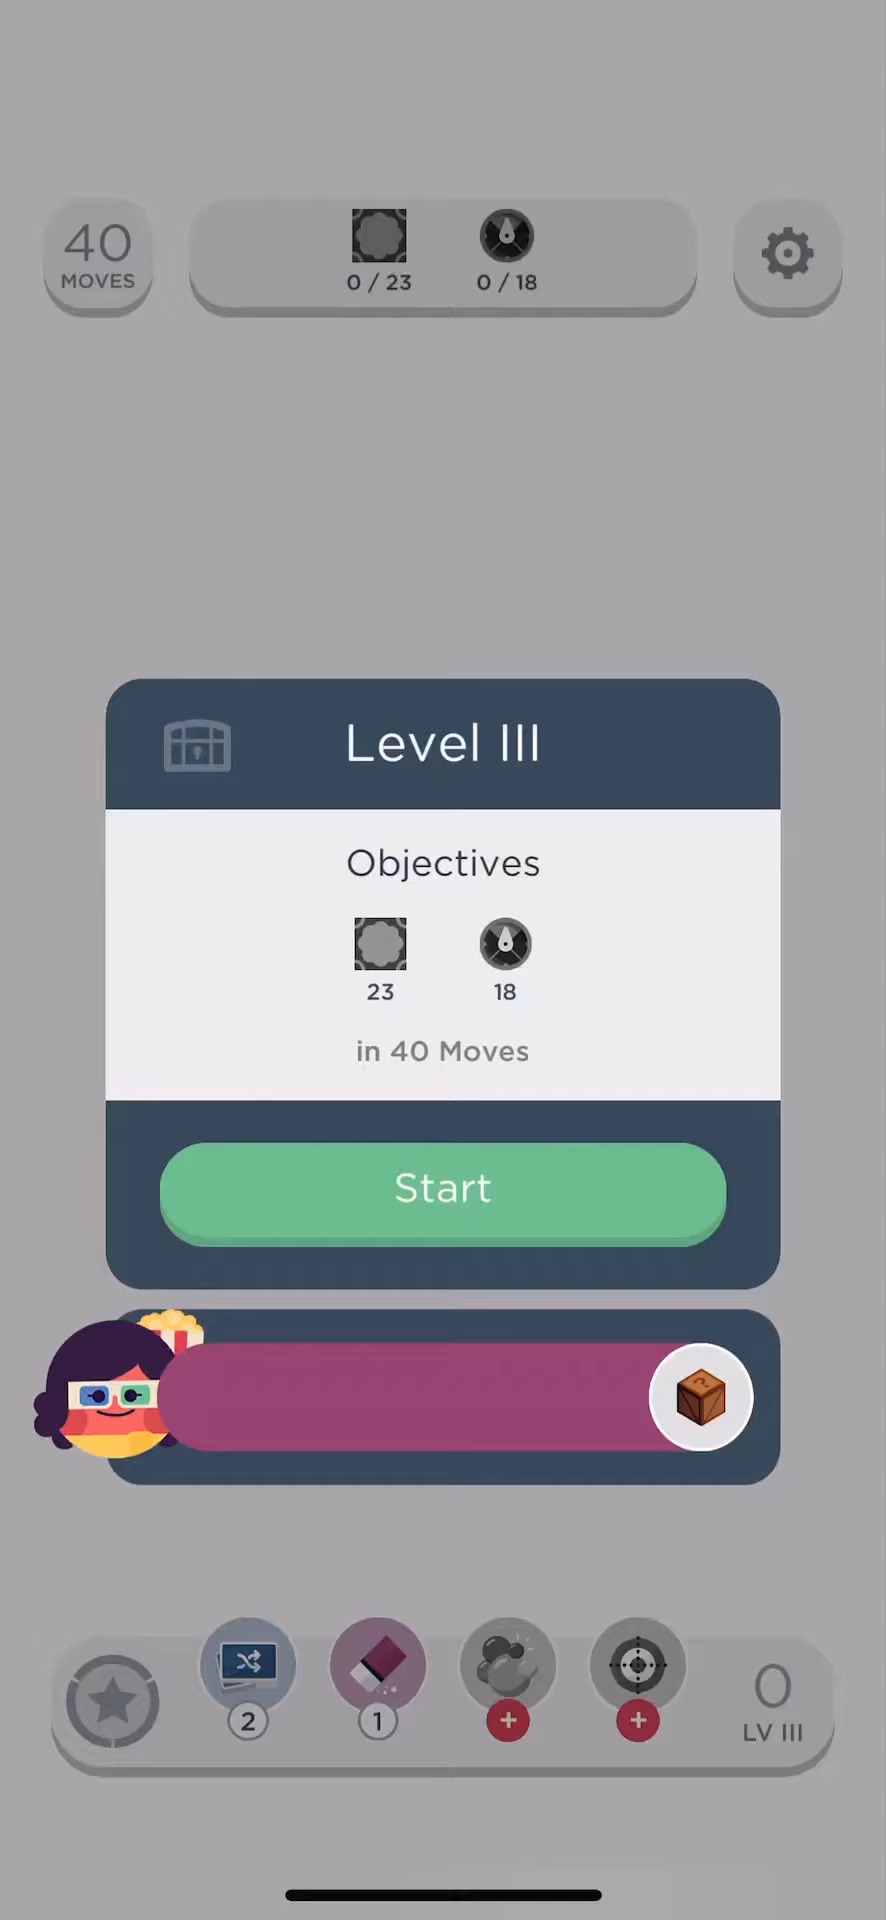 40
MOVES
0 / 23
0 / 18
Level III
Objectives
23
18
in 40 Moves
Start
2
1
+
+
0
LV III